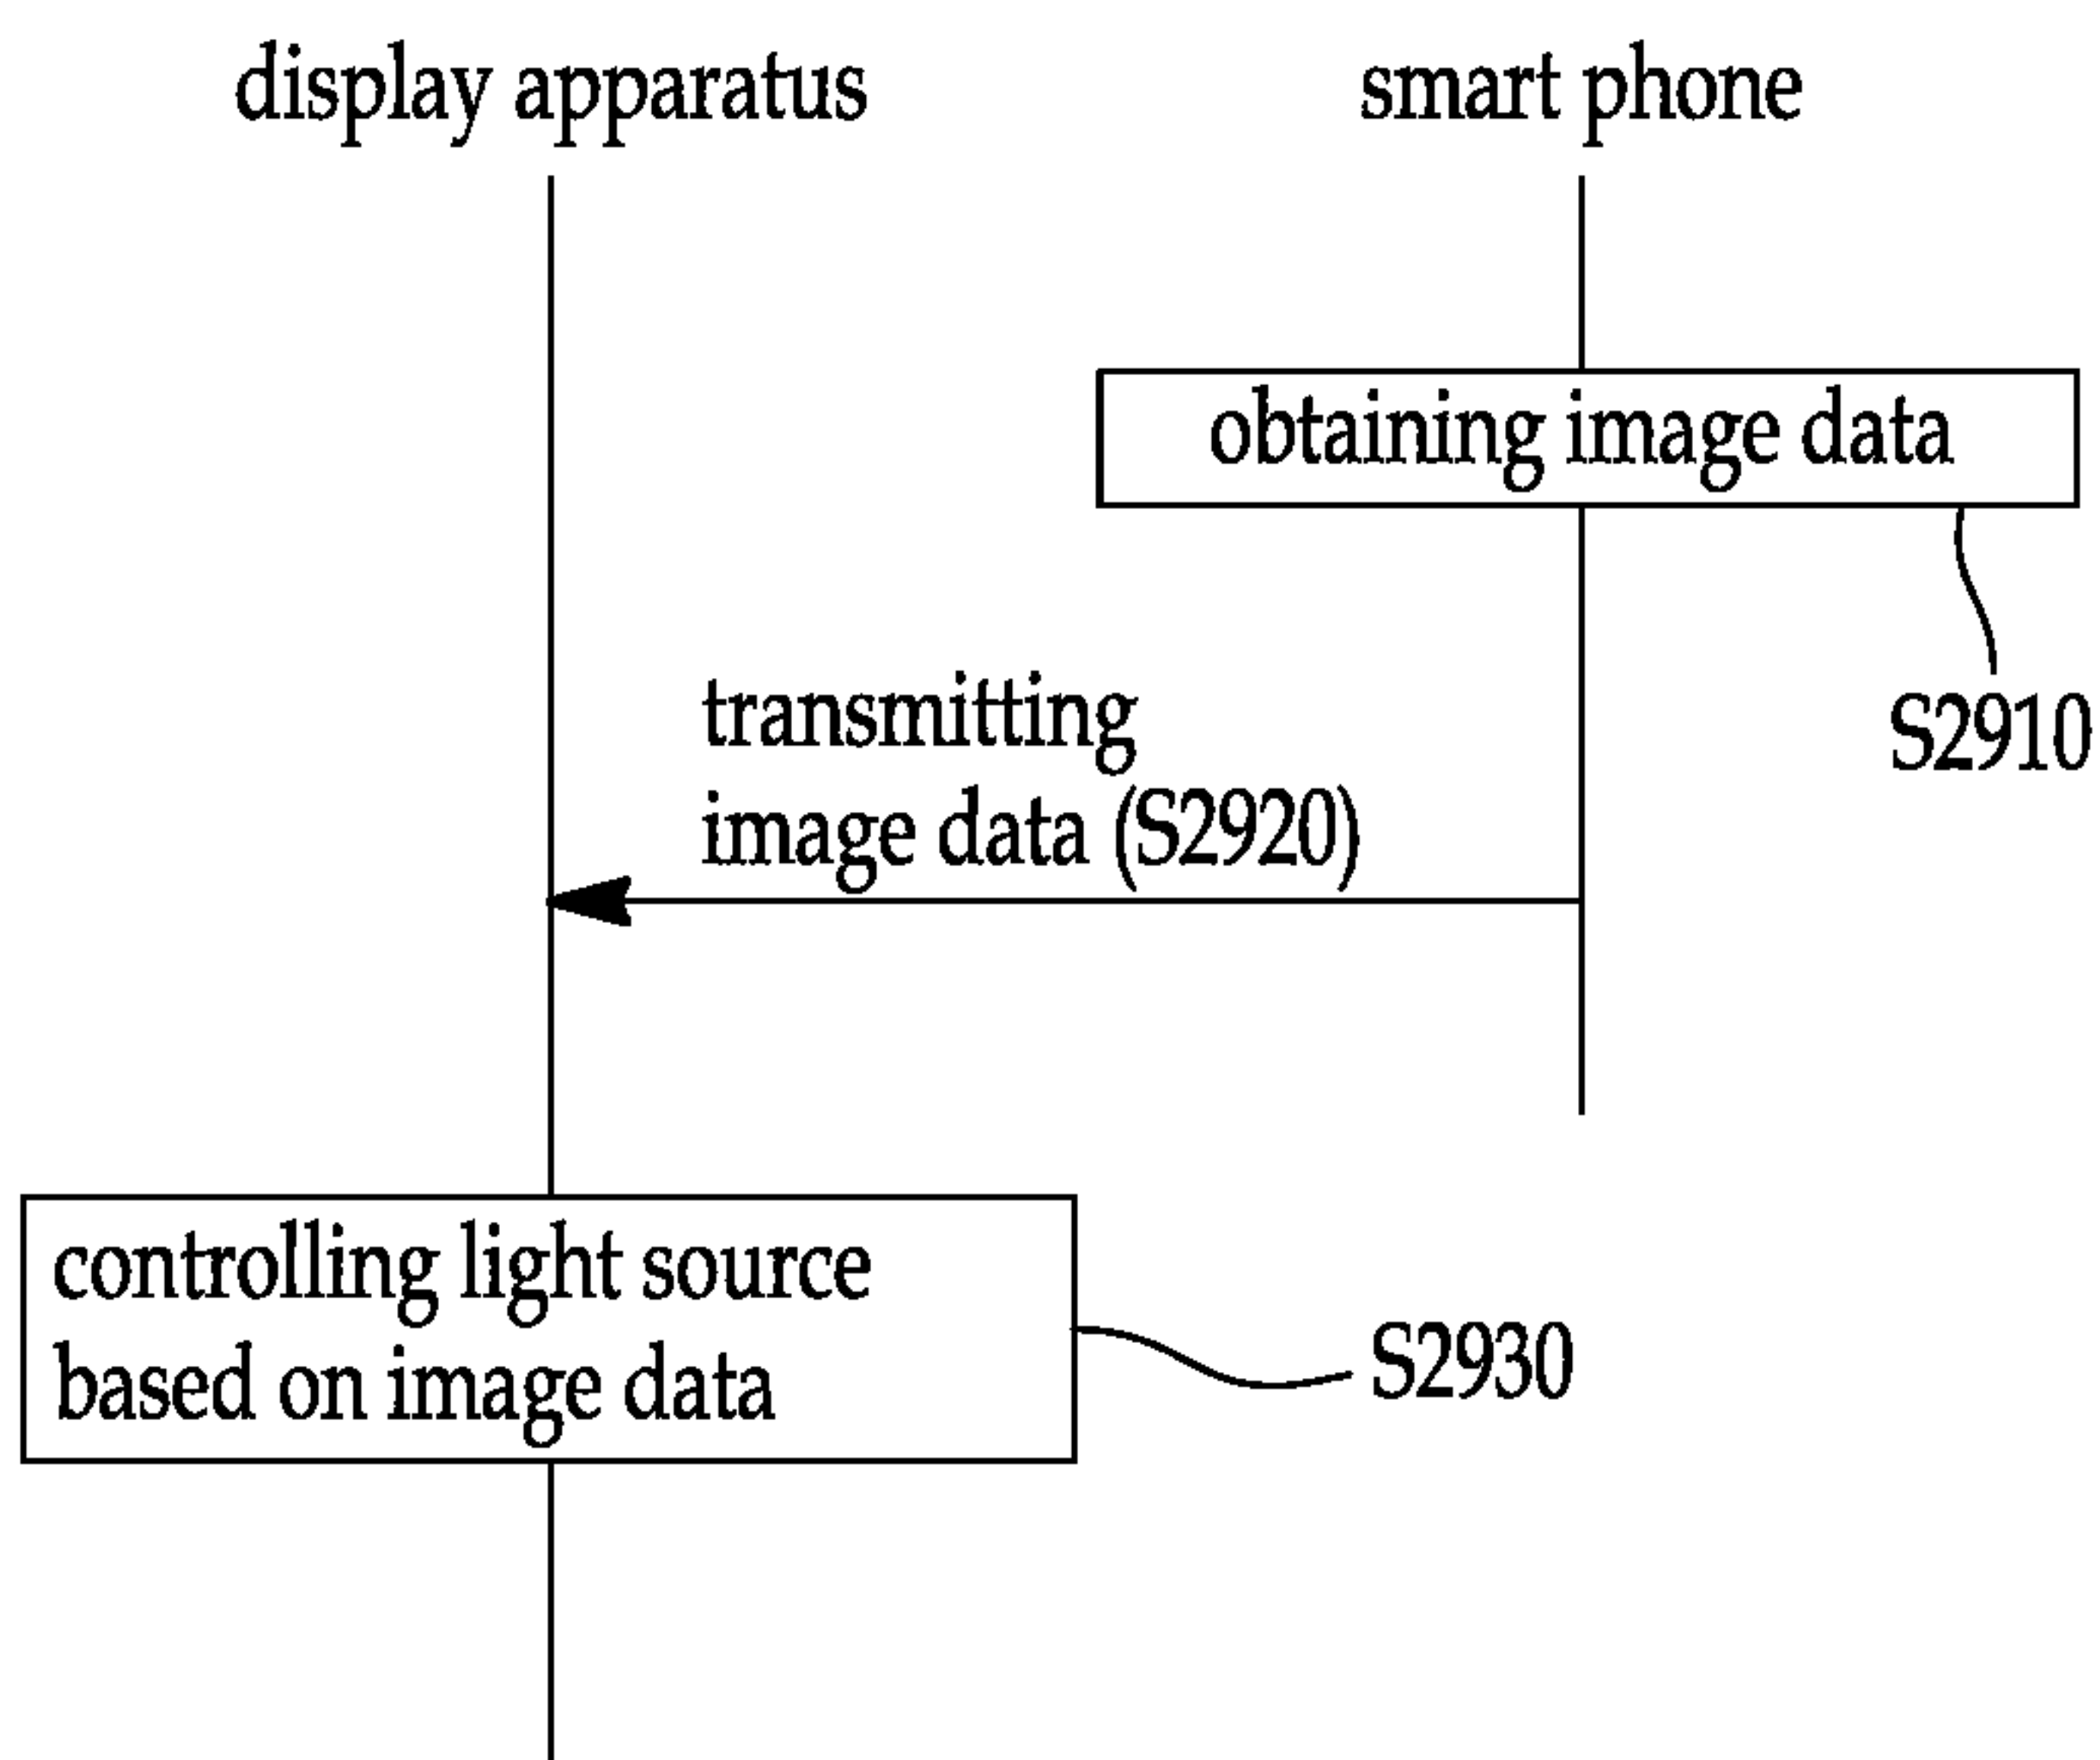 display apparatus
smart phone
obtaining image data
S2910
transmitting
image data (S2920)
controlling light source
based on image data
S2930